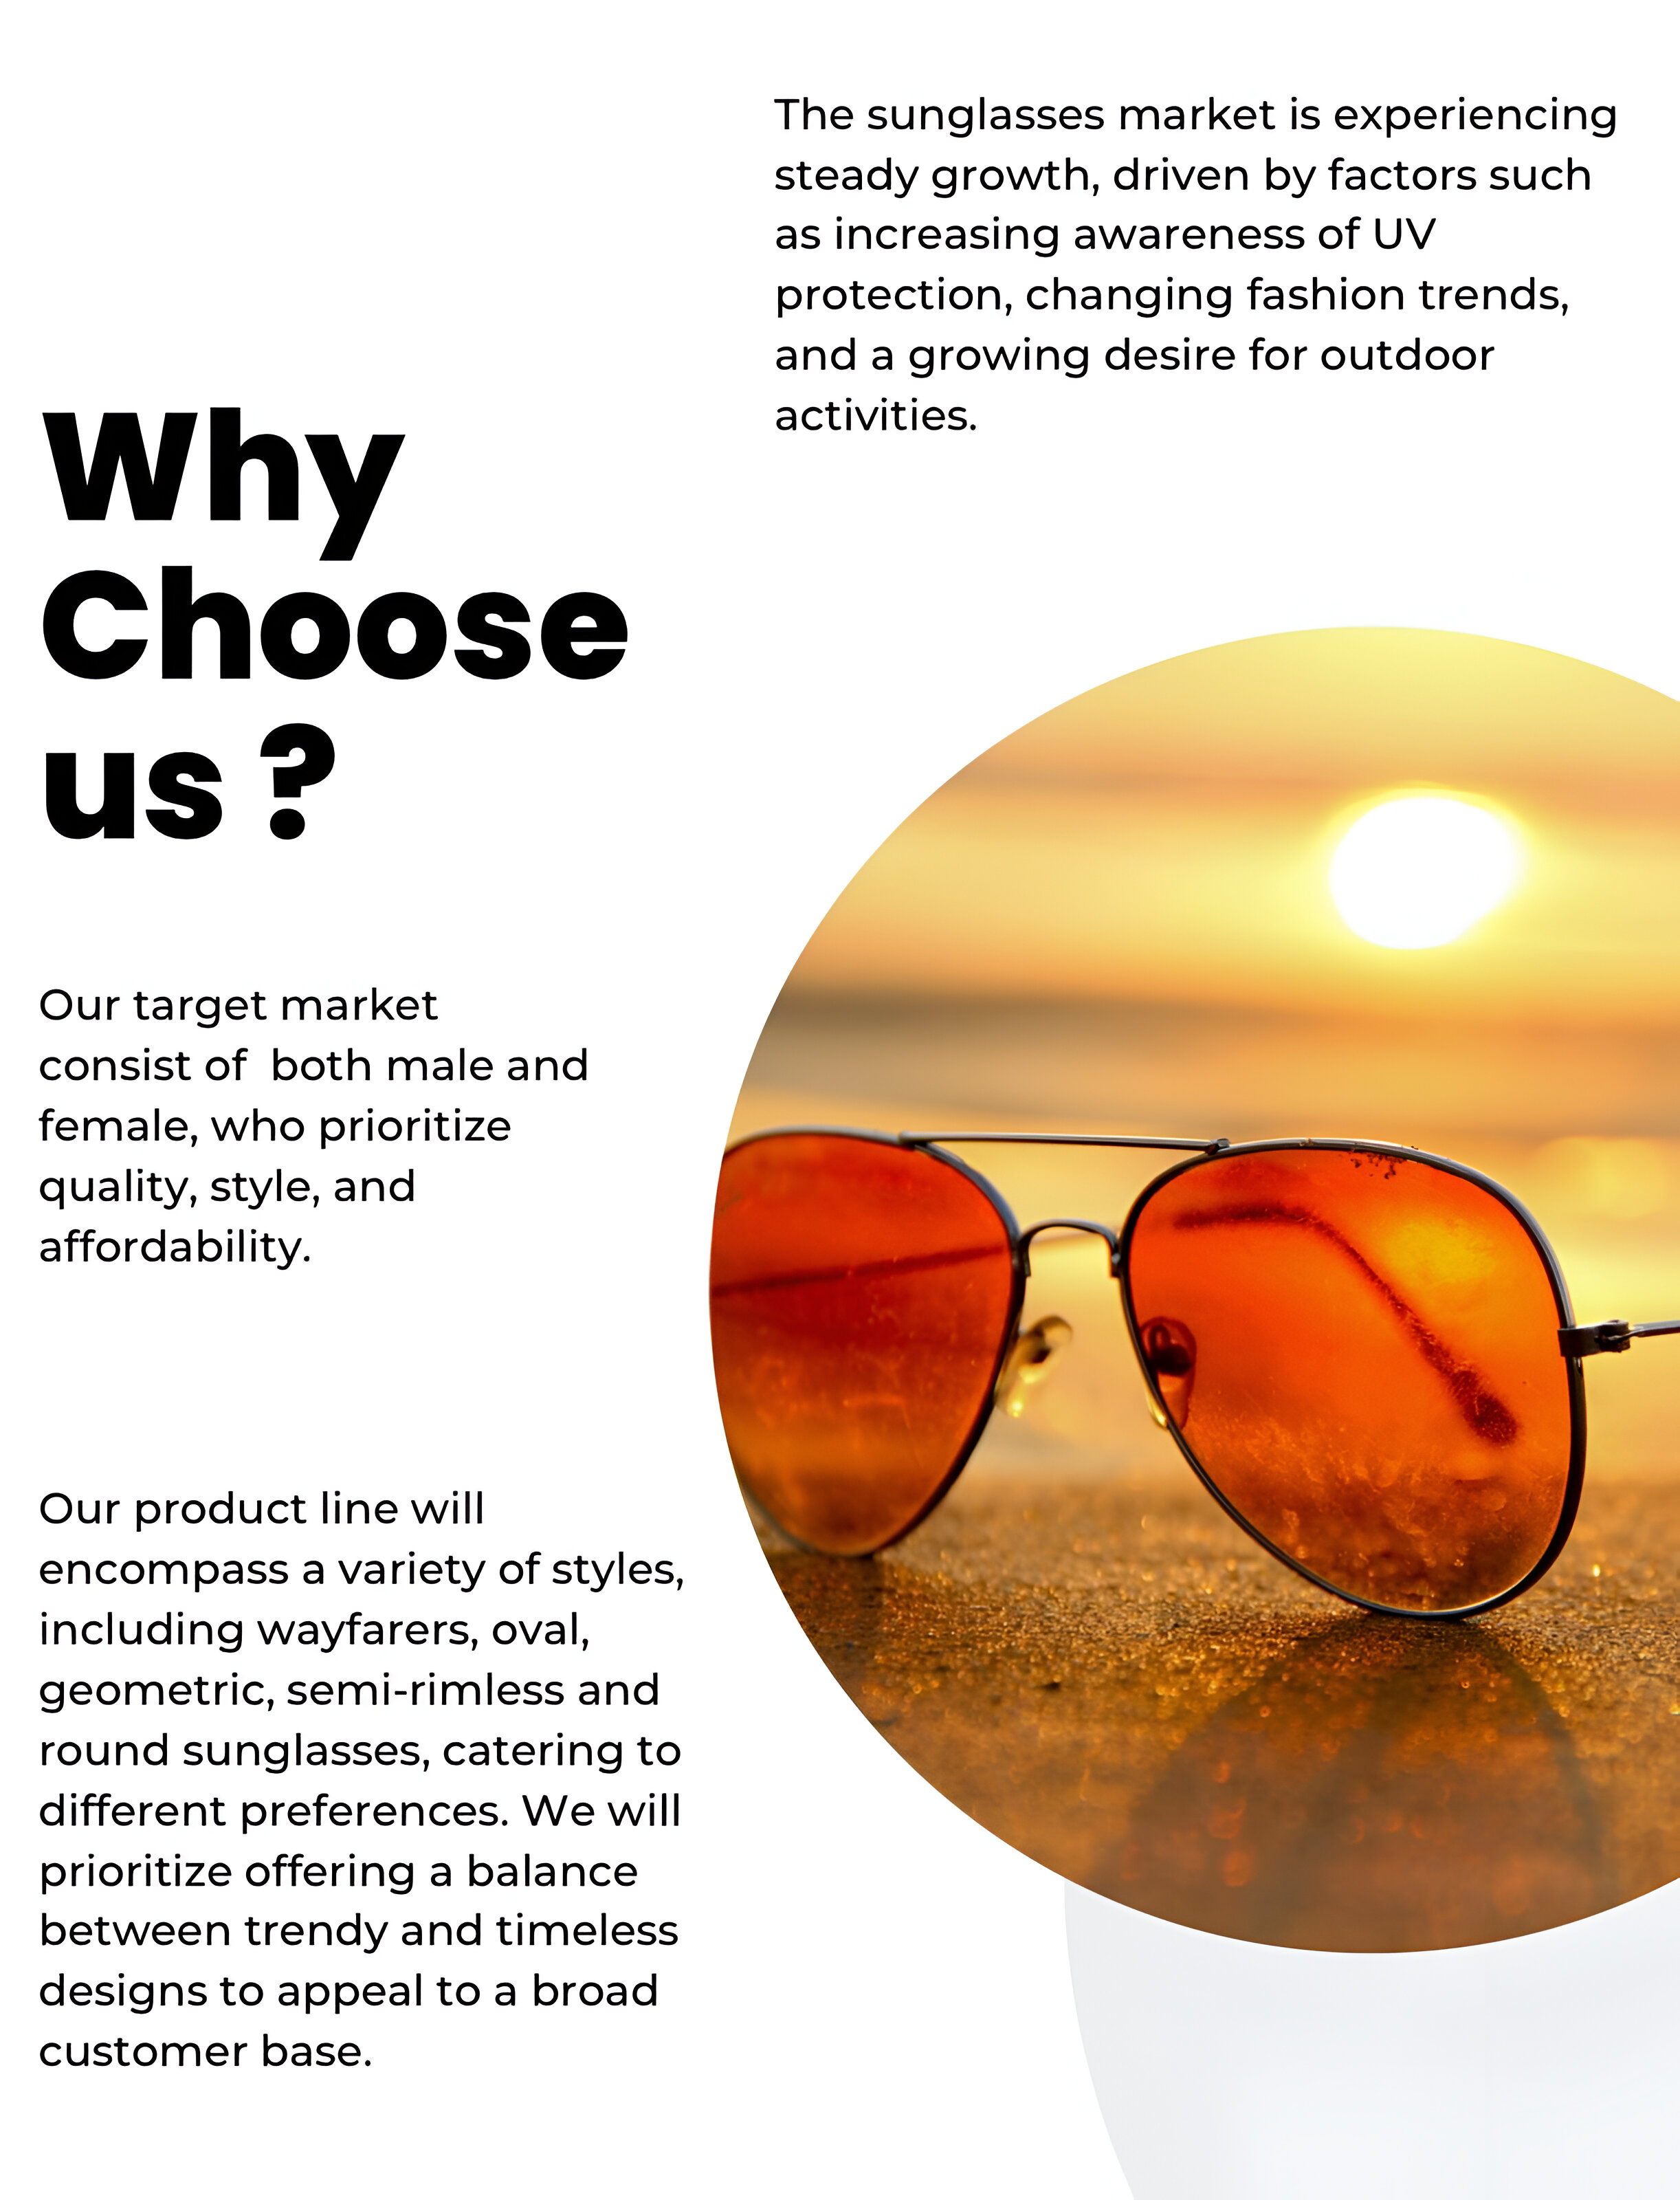 The sunglasses market is experiencing
steady growth, driven by factors such
as increasing awareness of UV
protection, changing fashion trends,
and a growing desire for outdoor
activities.
Why
Choose
us ?
Our target market
consist of  both male and
female, who prioritize
quality, style, and
affordability.
Our product line will
encompass a variety of styles,
including wayfarers, oval,
geometric, semi-rimless and
round sunglasses, catering to
different preferences. We will
prioritize offering a balance
between trendy and timeless
designs to appeal to a broad
customer base.